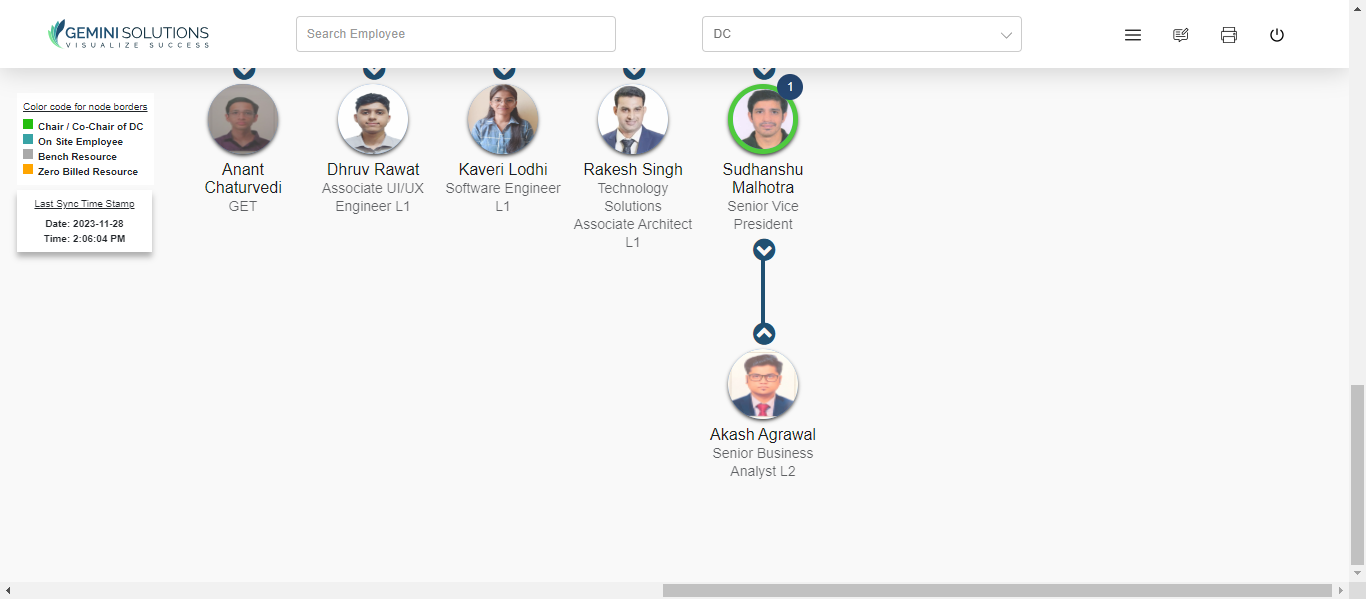 GEMINI SOLUTIONS
VISUALIZE SUCCESS
Search Employee
DC
Color code for node borders
Chair / Co-Chair of DC
On Site Employee
Bench Resource
Zero Billed Resource
Last Sync Time Stamp
Date: 2023-11-28
Time: 2:06:04 PM
Anant
Chaturvedi
GET
Dhruv Rawat
Associate UI/UX
Engineer L1
Kaveri Lodhi
Software Engineer
L1
Rakesh Singh
Technology
Solutions
Associate Architect
L1
1
Sudhanshu
Malhotra
Senior Vice
President
Akash Agrawal
Senior Business
Analyst L2